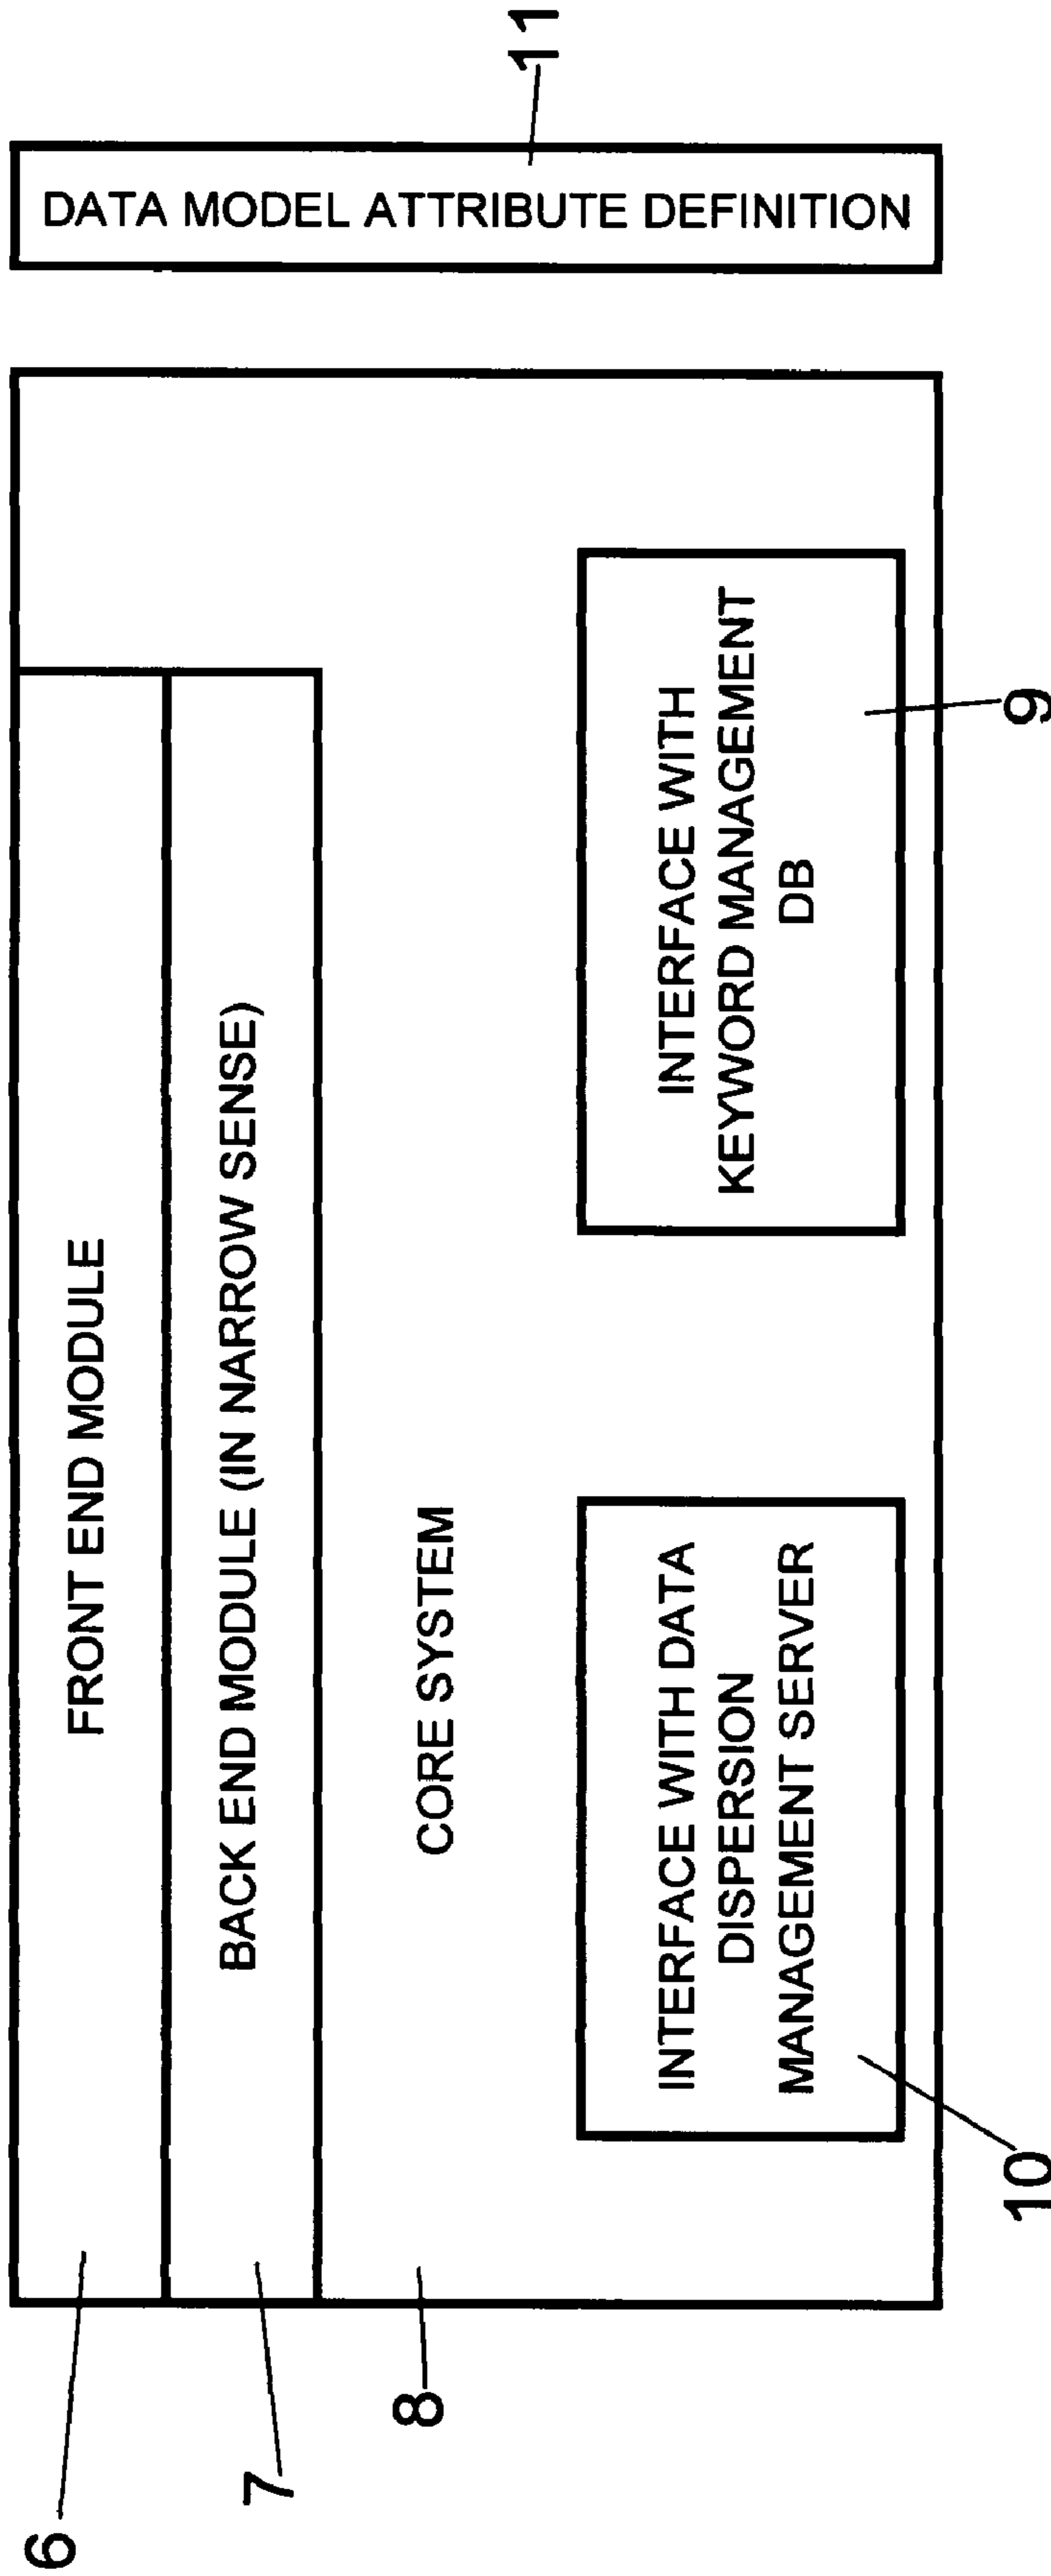 6
FRONT END MODULE
7
BACK END MODULE (IN NARROW SENSE)
8
CORE SYSTEM
INTERFACE WITH DATA
DISPERSION
MANAGEMENT SERVER
10
INTERFACE WITH
KEYWORD MANAGEMENT
DB
9
DATA MODEL ATTRIBUTE DEFINITION
11